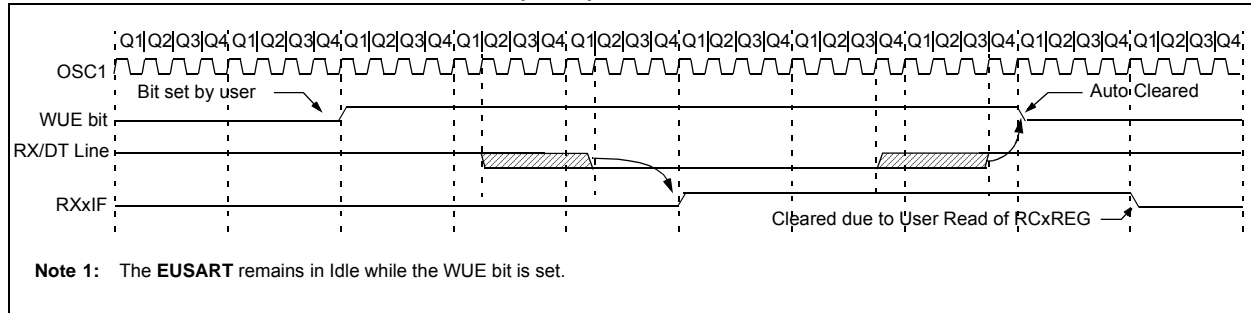 Q1|Q2|Q3|Q4|Q1|Q2|Q3|Q4|Q1|Q2|Q3|Q4|Q1|Q2|Q3|Q4|Q1|Q2|Q3|Q4|Q1|Q2|Q3|Q4|Q1|Q2|Q3|Q4|Q1|Q2|Q3|Q4|Q1|Q2|Q3|Q4|Q1|Q2|Q3|Q4
OSC1
Bit set by user
Auto Cleared
WUE bit
RX/DT Line
RXxIF
Cleared due to User Read of RCxREG
Note 1: The EUSART remains in Idle while the WUE bit is set.